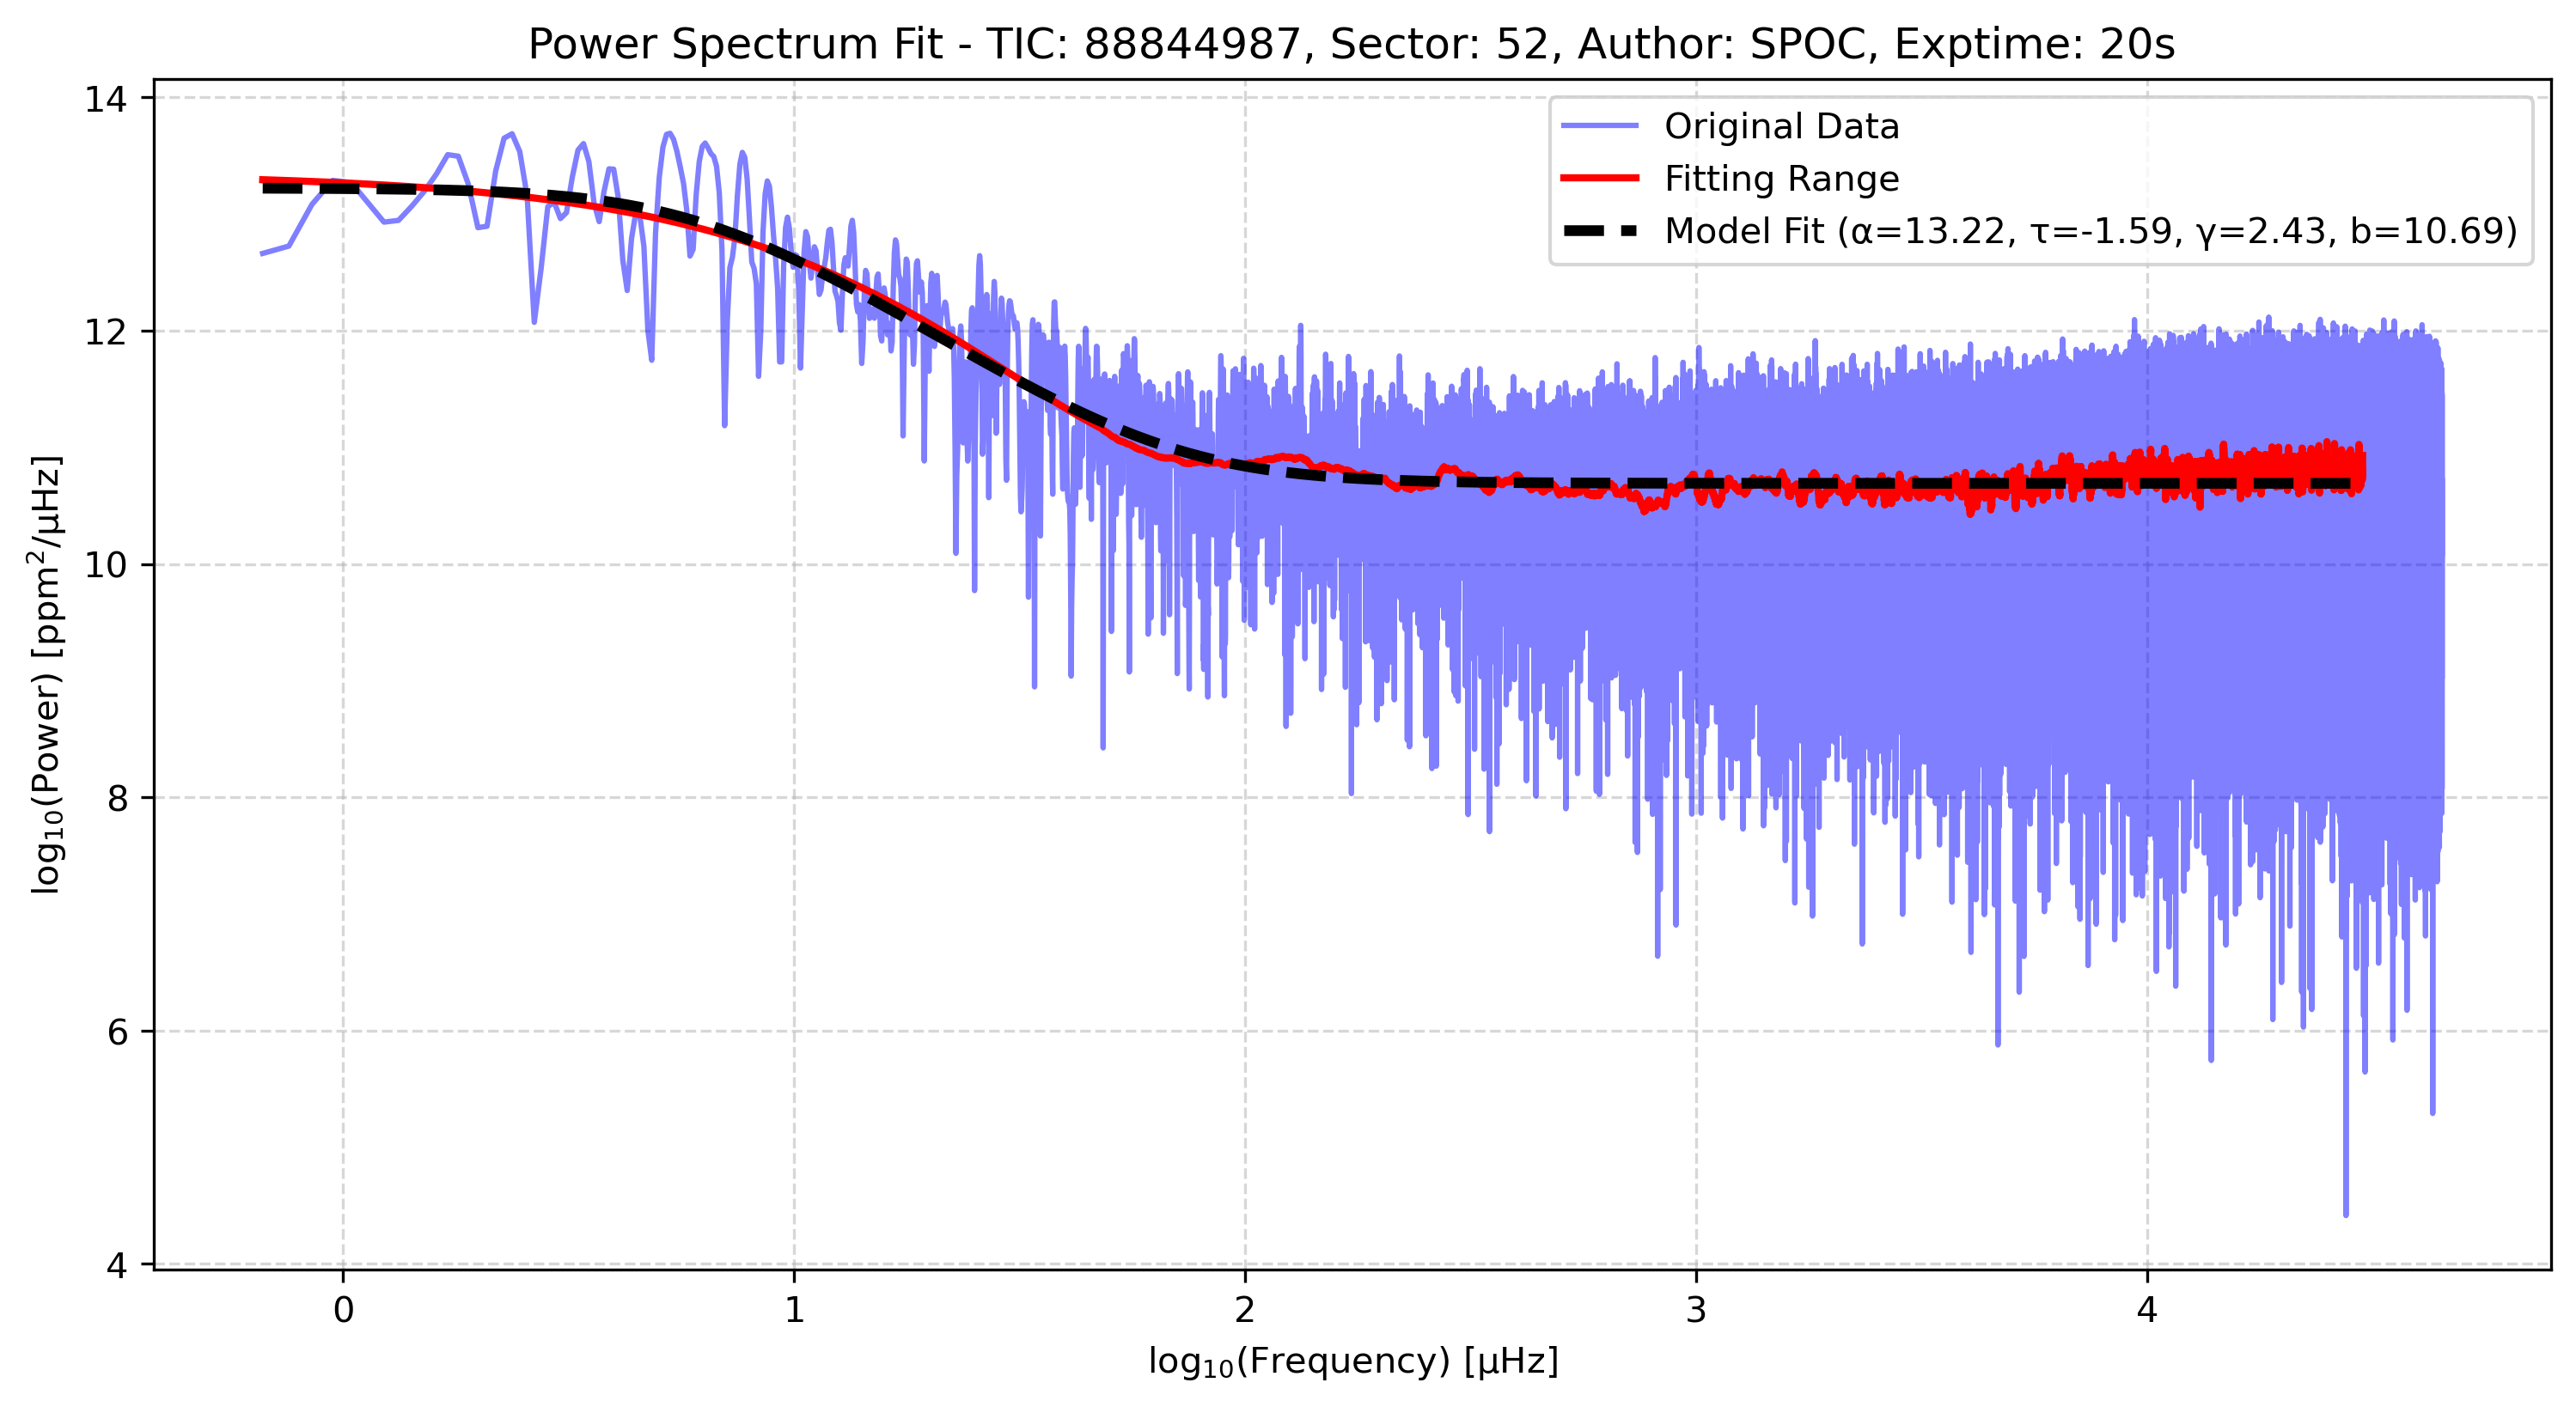 Power Spectrum Fit - TIC: 88844987, Sector: 52, Author: SPOC, Exptime: 20s
Original Data
Fitting Range
Model Fit (α=13.22, τ=-1.59, γ=2.43, b=10.69)
log₁₀(Power) [ppm²/μHz]
14
12
10
8
6
4
0 1 2 3 4
log₁₀(Frequency) [μHz]